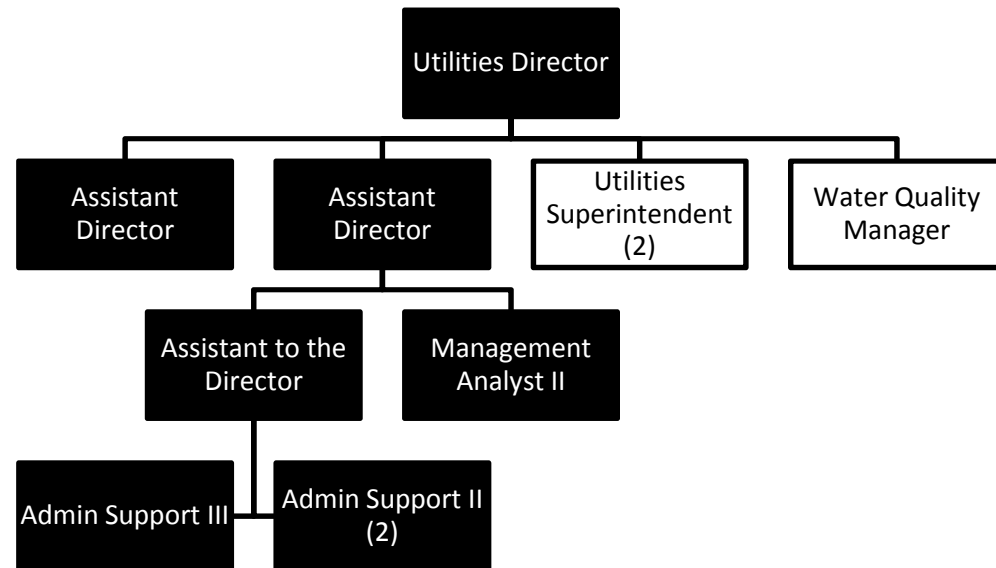 Utilities Director
Assistant
Director
Assistant
Director
Utilities
Superintendent
(2)
Water Quality
Manager
Assistant to the
Director
Management
Analyst II
Admin Support III
Admin Support II
(2)